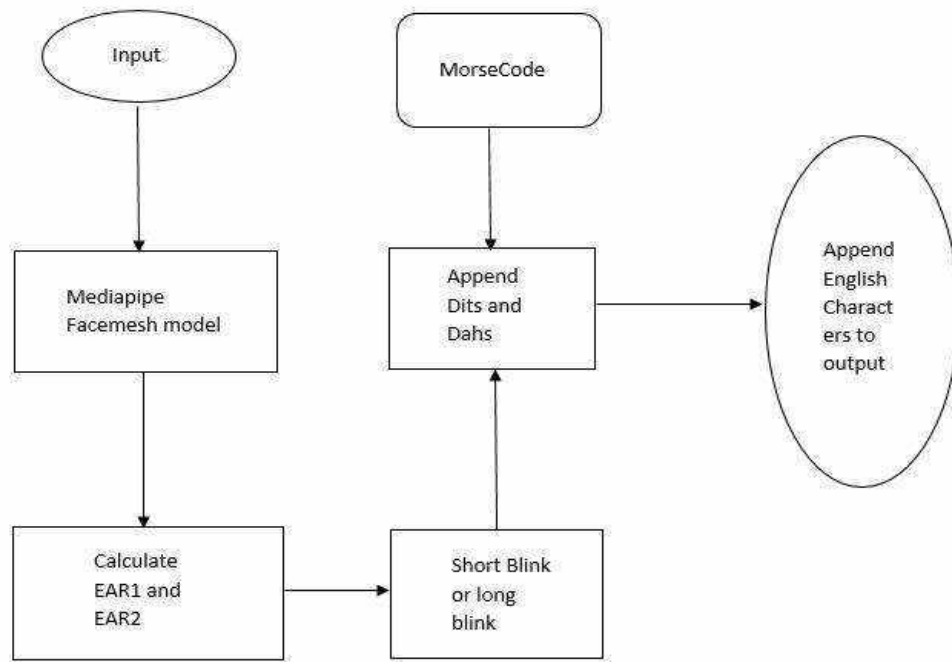 Input
MorseCode
Mediapipe
Facemesh model
Append
Dits and
Dahs
Append
English
Charact
ers to
output
Calculate
EAR1 and
EAR2
Short Blink
or long
blink